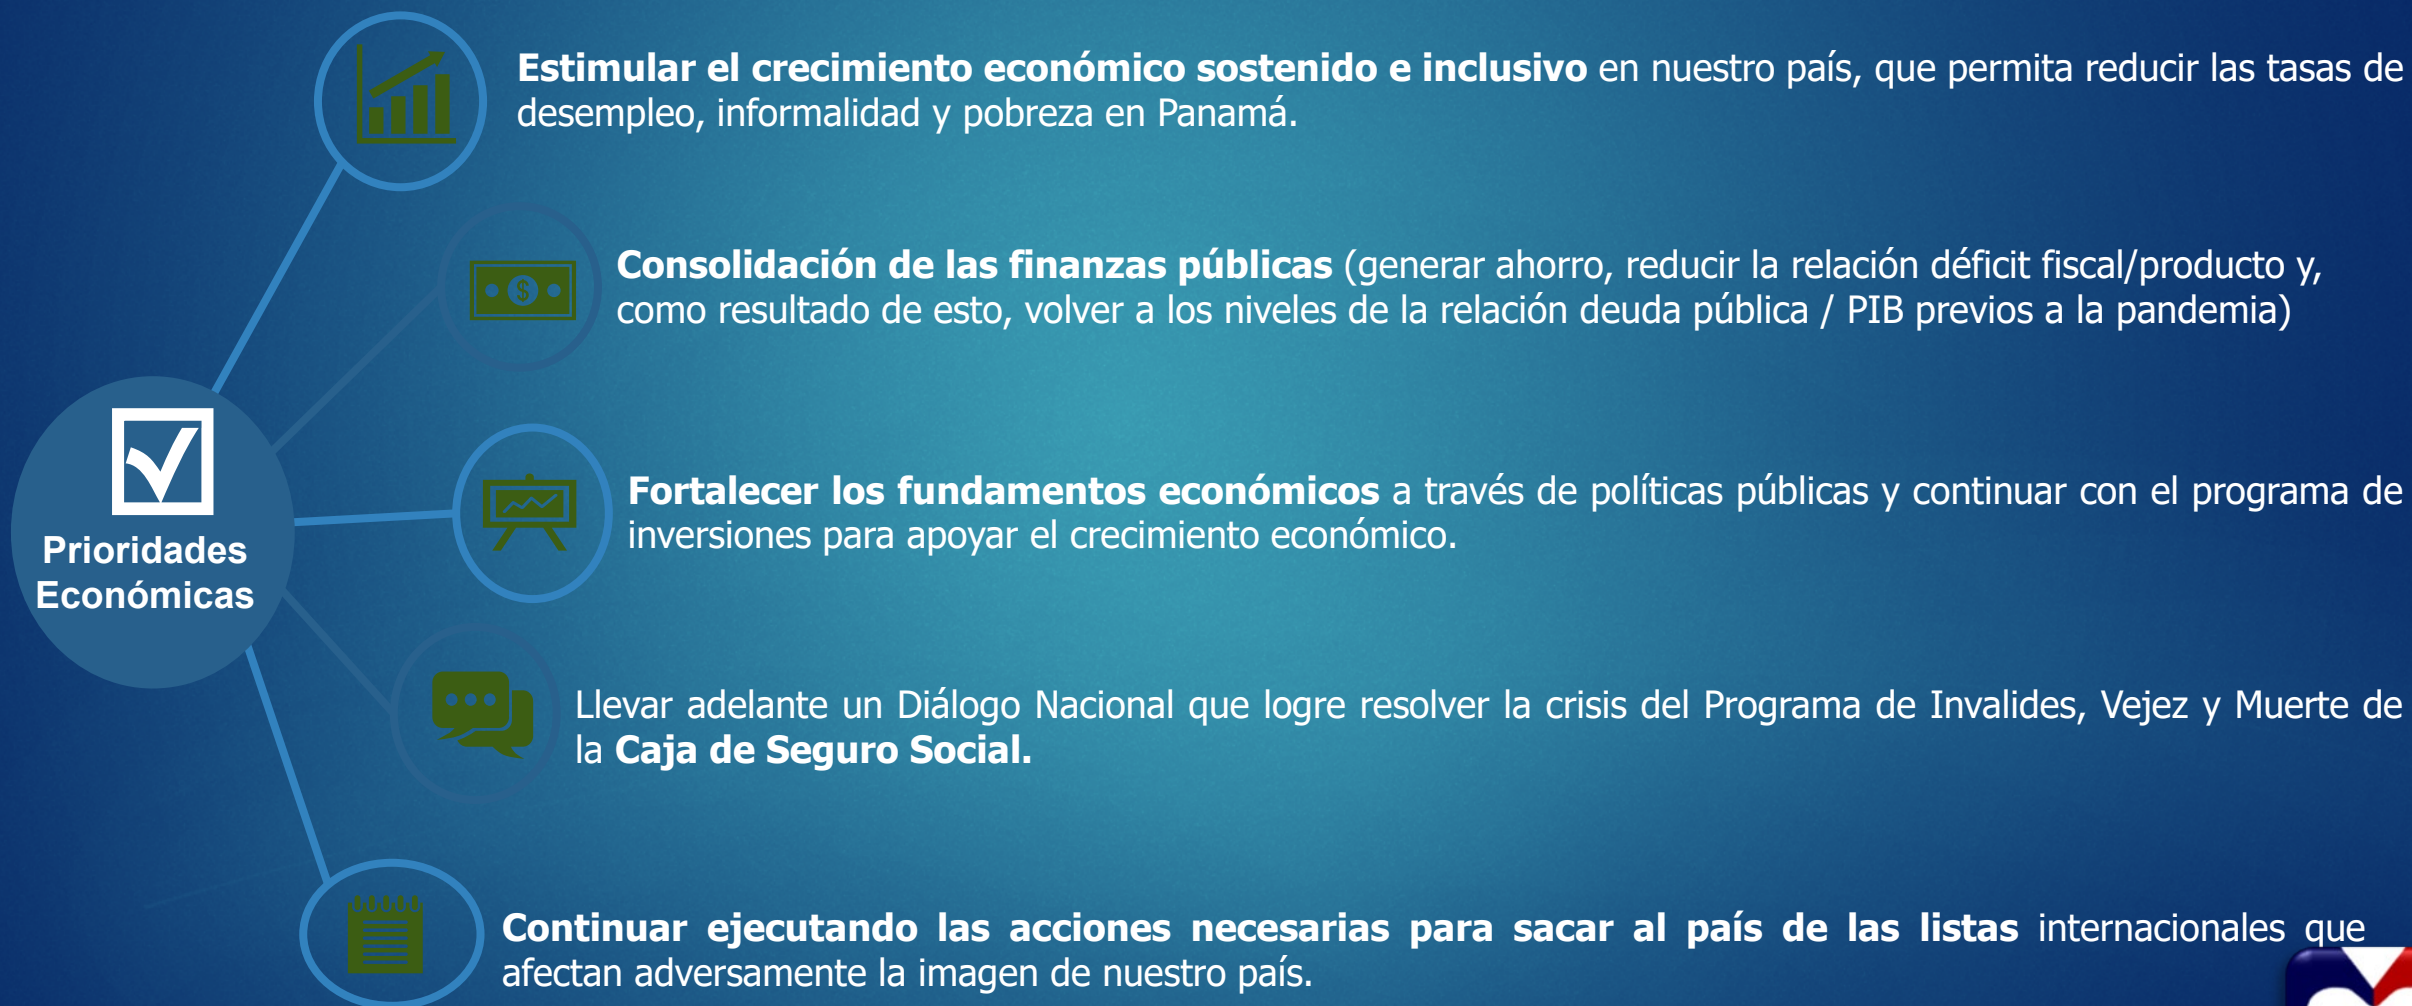 Estimular el crecimiento económico sostenido e inclusivo en nuestro país, que permita reducir las tasas de
desempleo, informalidad y pobreza en Panamá.
Consolidación de las finanzas públicas (generar ahorro, reducir la relación déficit fiscal/producto y,
como resultado de esto, volver a los niveles de la relación deuda pública / PIB previos a la pandemia)
Prioridades
Económicas
Fortalecer los fundamentos económicos a través de políticas públicas y continuar con el programa de
inversiones para apoyar el crecimiento económico.
Llevar adelante un Diálogo Nacional que logre resolver la crisis del Programa de Invalides, Vejez y Muerte de
la Caja de Seguro Social.
Continuar ejecutando las acciones necesarias para sacar al país de las listas internacionales que
afectan adversamente la imagen de nuestro país.